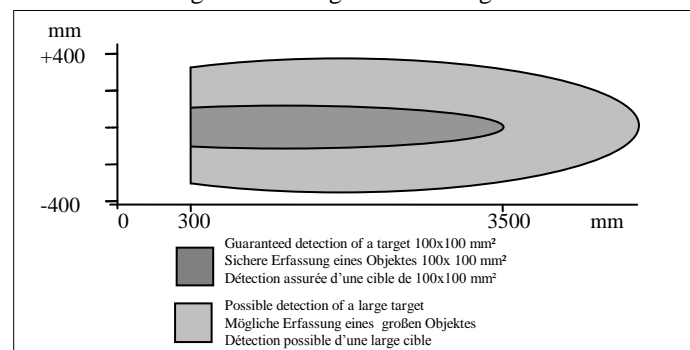 mm
+400
-400
0 300 3500 mm
Guaranteed detection of a target 100x100 mm²
Sichere Erfassung eines Objektes 100x 100 mm²
Détection assurée d'une cible de 100x100 mm²
Possible detection of a large target
Mögliche Erfassung eines großen Objektes
Détection possible d'une large cible